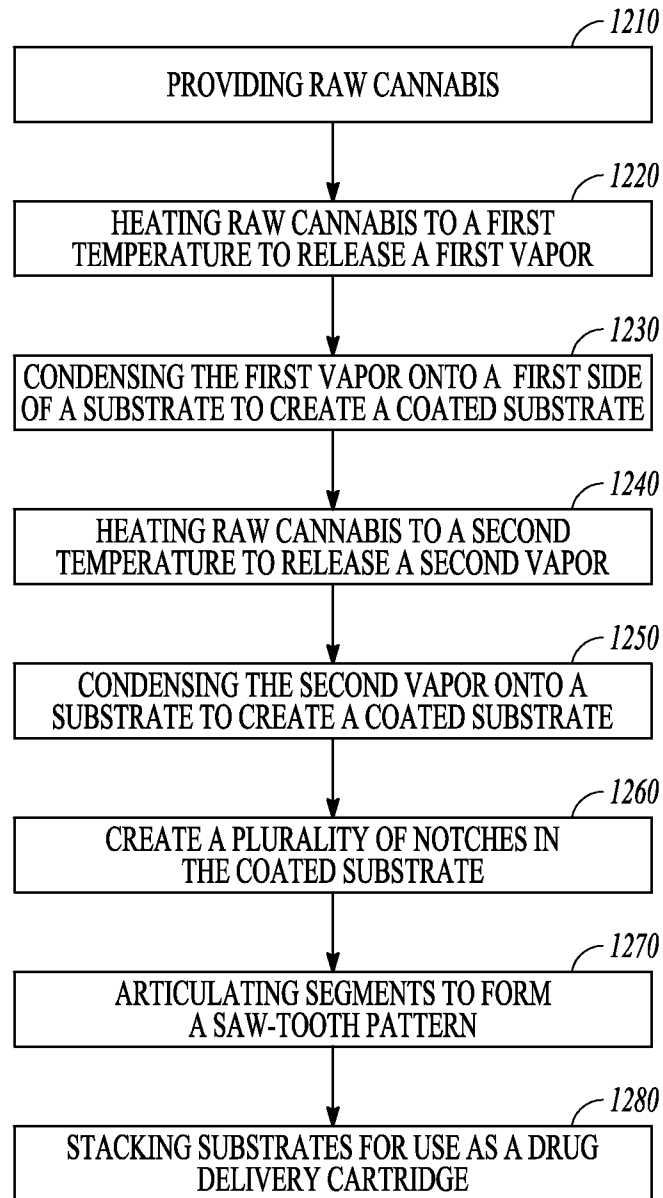 1210
PROVIDING RAW CANNABIS
1220
HEATING RAW CANNABIS TO A FIRST
TEMPERATURE TO RELEASE A FIRST VAPOR
1230
CONDENSING THE FIRST VAPOR ONTO A FIRST SIDE
OF A SUBSTRATE TO CREATE A COATED SUBSTRATE
1240
HEATING RAW CANNABIS TO A SECOND
TEMPERATURE TO RELEASE A SECOND VAPOR
1250
CONDENSING THE SECOND VAPOR ONTO A
SUBSTRATE TO CREATE A COATED SUBSTRATE
1260
CREATE A PLURALITY OF NOTCHES IN
THE COATED SUBSTRATE
1270
ARTICULATING SEGMENTS TO FORM
A SAW-TOOTH PATTERN
1280
STACKING SUBSTRATES FOR USE AS A DRUG
DELIVERY CARTRIDGE